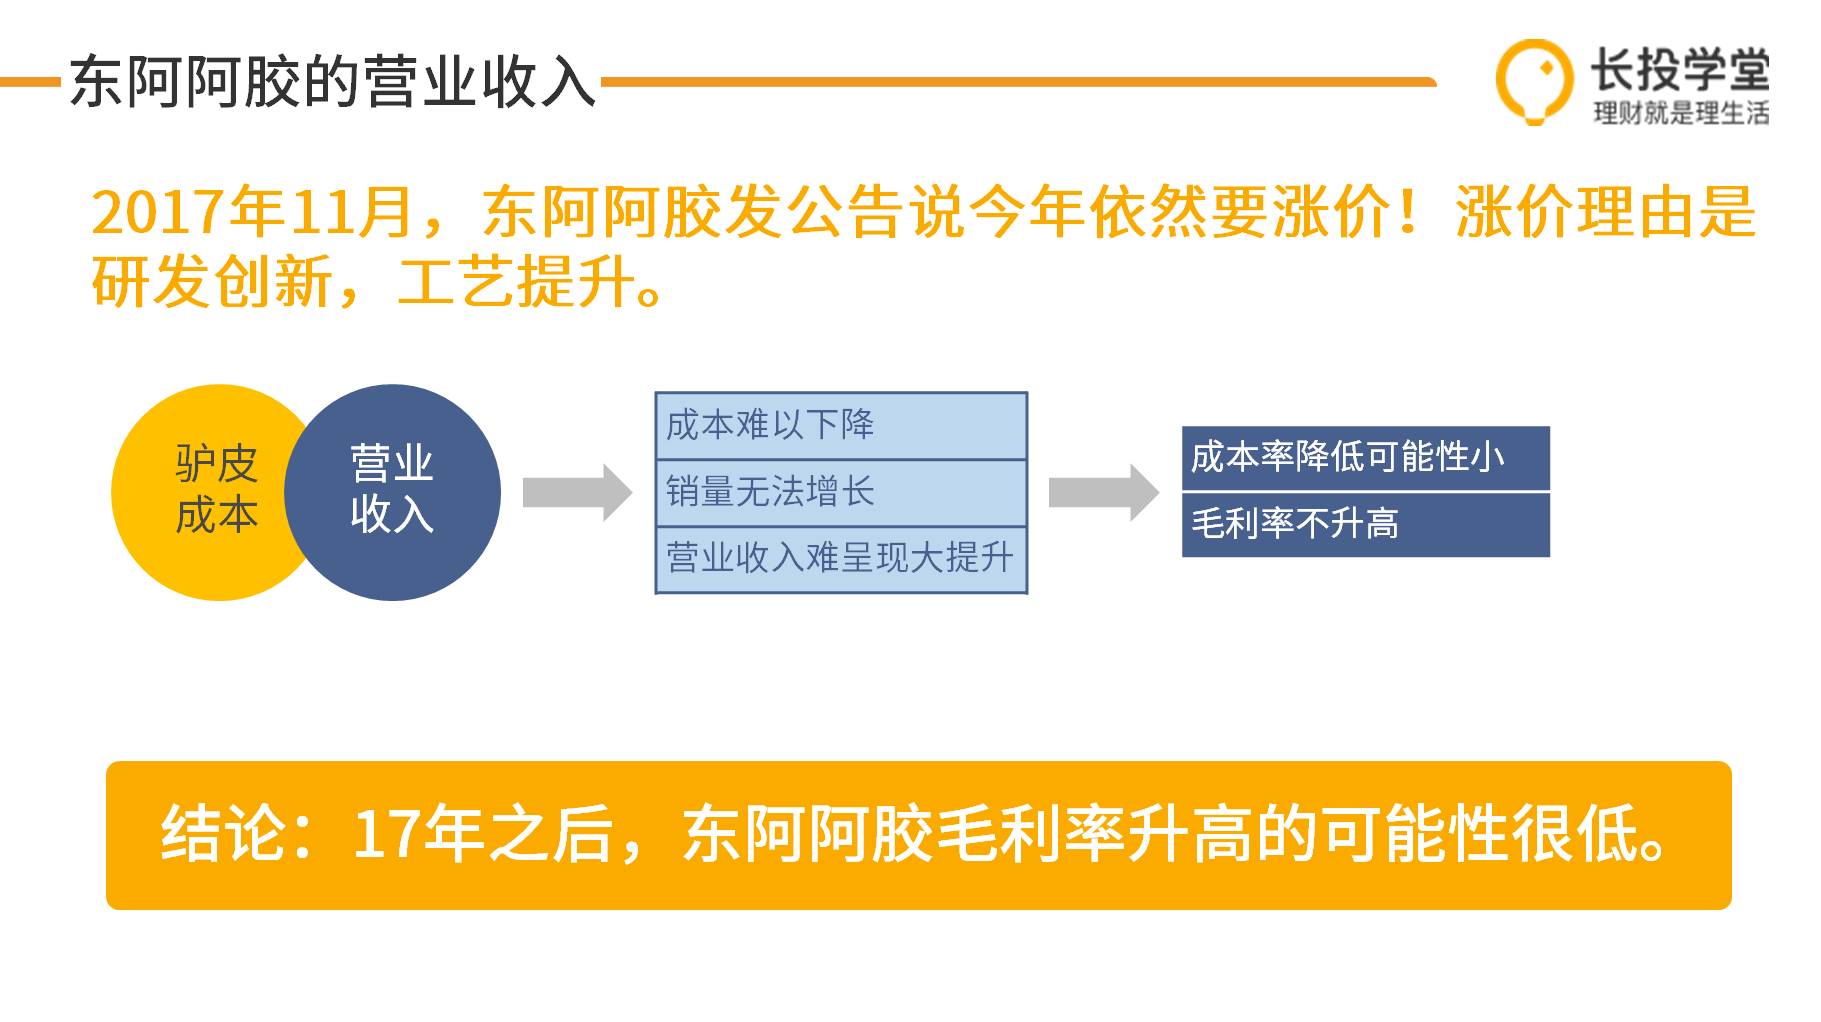 东阿阿胶的营业收入
长投学堂
理财就是理生活
2017年11月，东阿阿胶发公告说今年依然要涨价！涨价理由是
研发创新，工艺提升。
驴皮
成本
营业
收入
成本难以下降
销量无法增长
营业收入难呈现大提升
成本率降低可能性小
毛利率不升高
结论：17年之后，东阿阿胶毛利率升高的可能性很低。